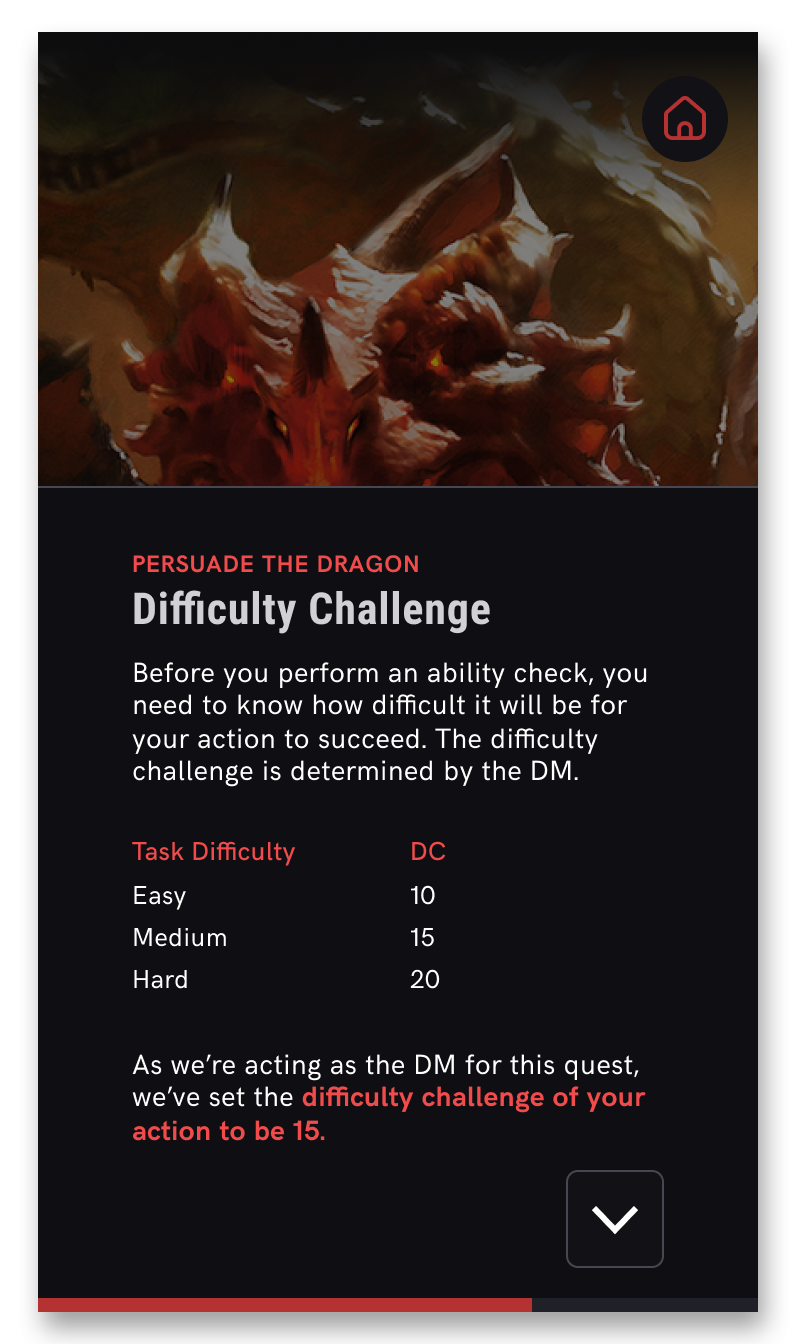 PERSUADE THE DRAGON
Difficulty Challenge
Before you perform an ability check, you
need to know how difficult it will be for
your action to succeed. The difficulty
challenge is determined by the DM.
Task Difficulty DC
Easy 10
Medium 15
Hard 20
As we’re acting as the DM for this quest,
we’ve set the difficulty challenge of your
action to be 15.